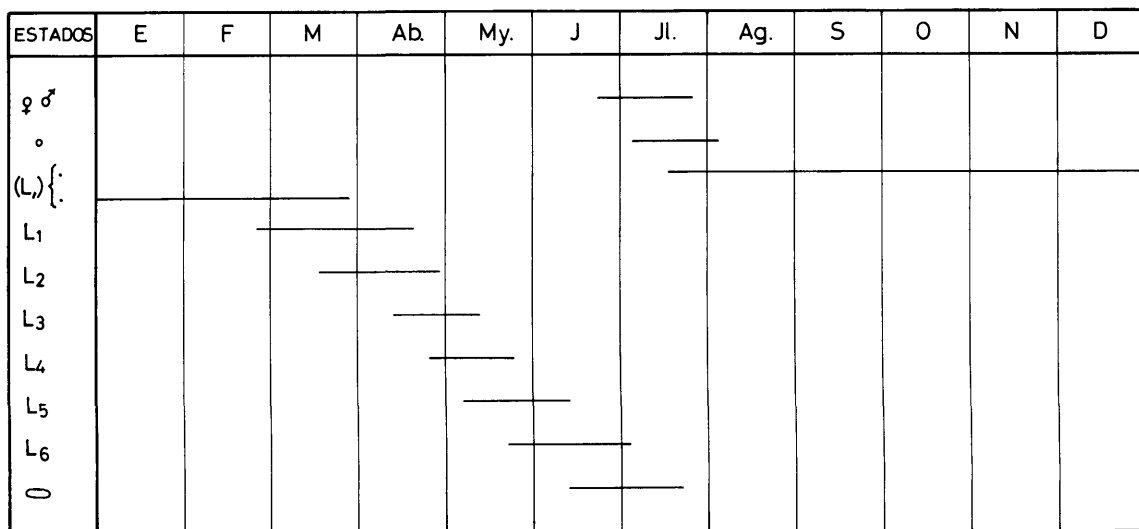 ESTADOS E F M Ab. My. J Jl. Ag. S O N D
♀ ♂
(L,) {
L1
L2
L3
L4
L5
L6